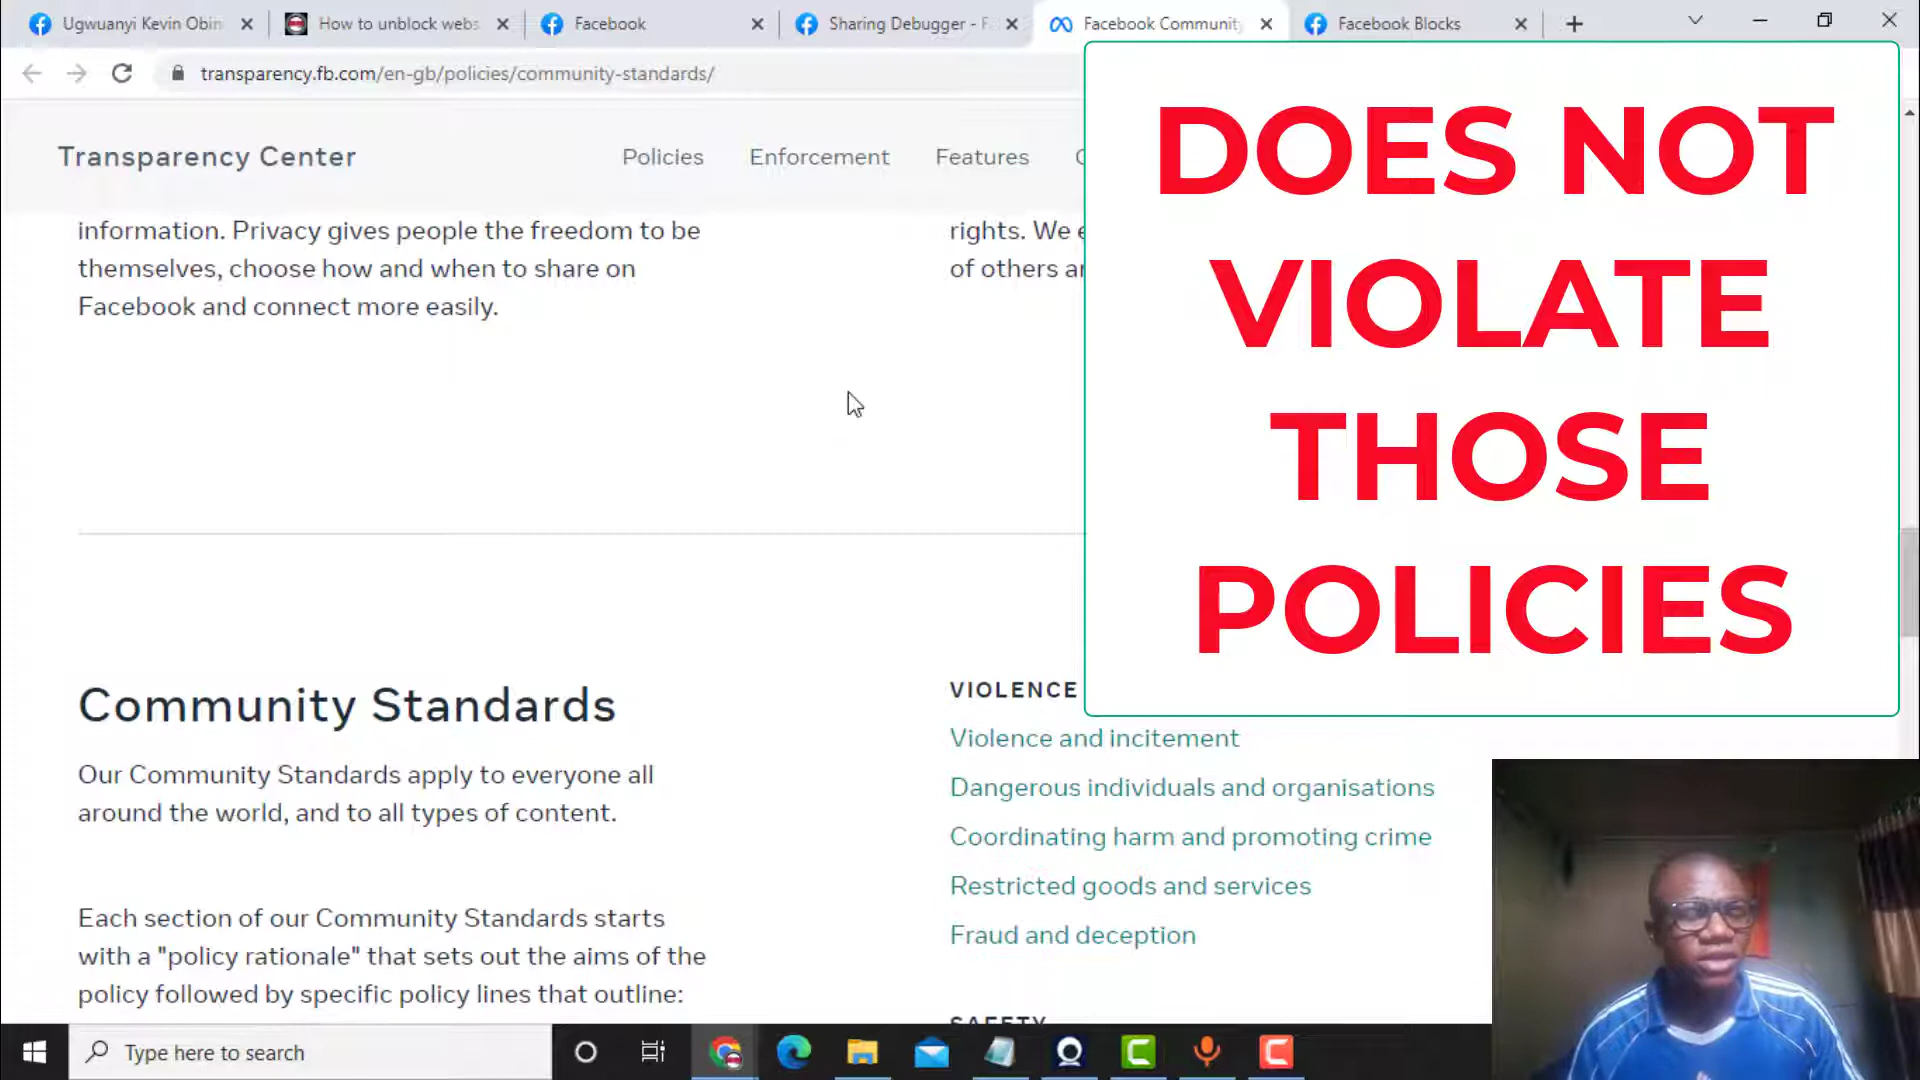 Ugwuanyi Kevin Obin
How to unblock webs
Facebook
Sharing Debugger - F
Facebook Community
Facebook Blocks
transparency.fb.com/en-gb/policies/community-standards/
Transparency Center
Policies
Enforcement
Features
DOES NOT
VIOLATE
THOSE
POLICIES
information. Privacy gives people the freedom to be
themselves, choose how and when to share on
Facebook and connect more easily.
rights. We e
of others a
Community Standards
Our Community Standards apply to everyone all
around the world, and to all types of content.
Each section of our Community Standards starts
with a "policy rationale" that sets out the aims of the
policy followed by specific policy lines that outline:
VIOLENCE
Violence and incitement
Dangerous individuals and organisations
Coordinating harm and promoting crime
Restricted goods and services
Fraud and deception
SAFETY
Type here to search